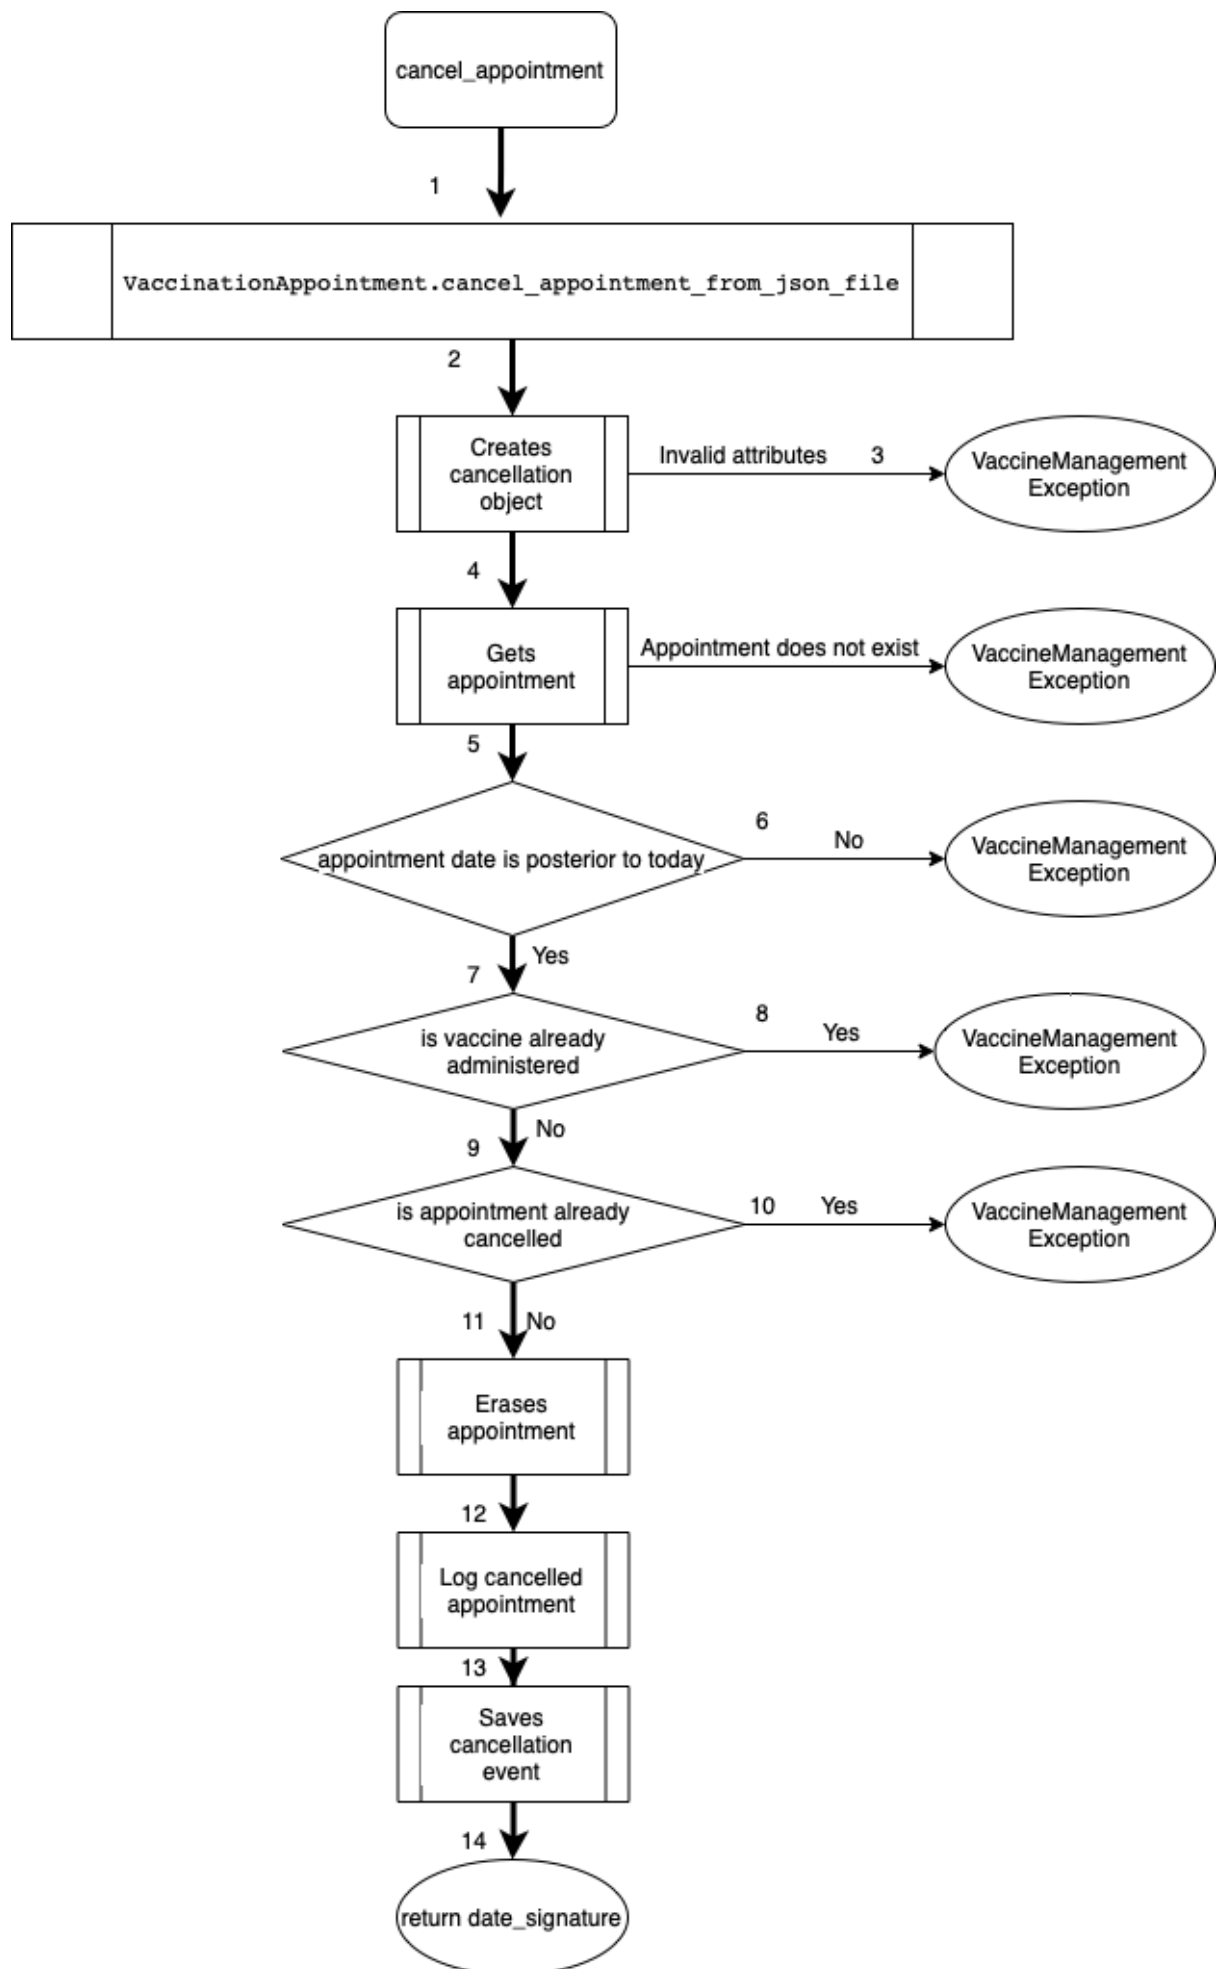 cancel_appointment
1
VaccinationAppointment.cancel_appointment_from_json_file
2
Creates
cancellation
object
Invalid attributes
3
VaccineManagement
Exception
4
Gets
appointment
Appointment does not exist
VaccineManagement
Exception
5
appointment date is posterior to today
6
No
VaccineManagement
Exception
Yes
7
is vaccine already
administered
8
Yes
VaccineManagement
Exception
No
9
is appointment already
cancelled
10
Yes
VaccineManagement
Exception
11
No
Erases
appointment
12
Log cancelled
appointment
13
Saves
cancellation
event
14
return date_signature